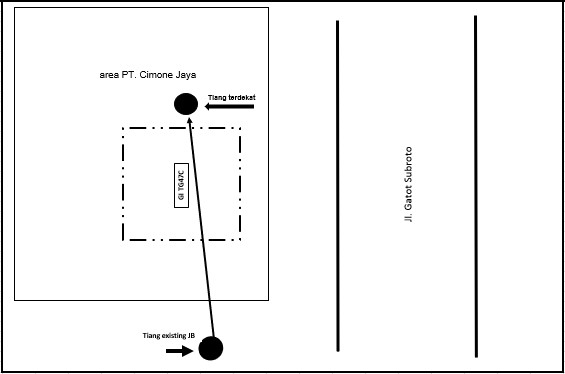 area PT. Cimone Jaya
Tiang terdekat
GI TG47C
Jl. Gatot Subroto
Tiang existing JB